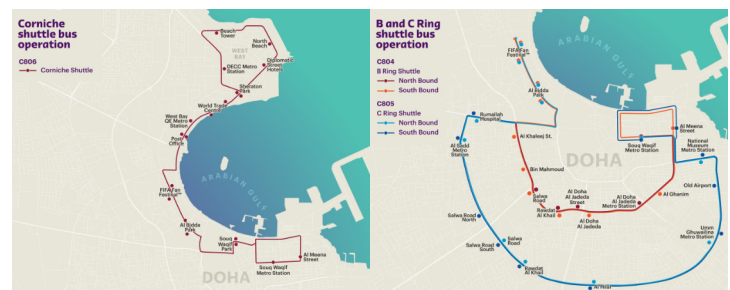 Corniche
shuttle bus
operation
C806
Corniche Shuttle
Beach
Tower
North
Beach
WEST
BAY
DECC Metro
Station
Diplomatic
Street
Hotels
Sheraton
Park
World Trade
Centre
West Bay
QE Metro
Station
Post
Office
ARABIAN GULF
FIFA Fan
Festival™
Al Bidda
Park
Souq
Waqif
Park
Al Meera
Street
Souq Waqif
Metro Station
DOHA
B and C Ring
shuttle bus
operation
C804
B Ring Shuttle
North Bound
South Bound
C805
C Ring Shuttle
North Bound
South Bound
ARABIAN GULF
FIFA Fan
Festival™
Al Bidda
Park
Rumailah
Hospital
Al Sadd
Metro
Station
Al Khaleej St.
Al Meena
Street
Souq Waqif
Metro Station
National
Museum
Metro Station
DOHA
Bin Mahmoud
Old Airport
Salwa
Road
Al Doha
Al Jadeda
Street
Al Doha
Al Jadeda
Metro Station
Al Ghanim
Rawdat
Al Khail
Al Doha
Al Jadeda
Salwa Road
North
Umm
Ghuwailina
Metro Station
Salwa Road
South
Salwa
Road
Rawdat
Al Khail
Al Hilal